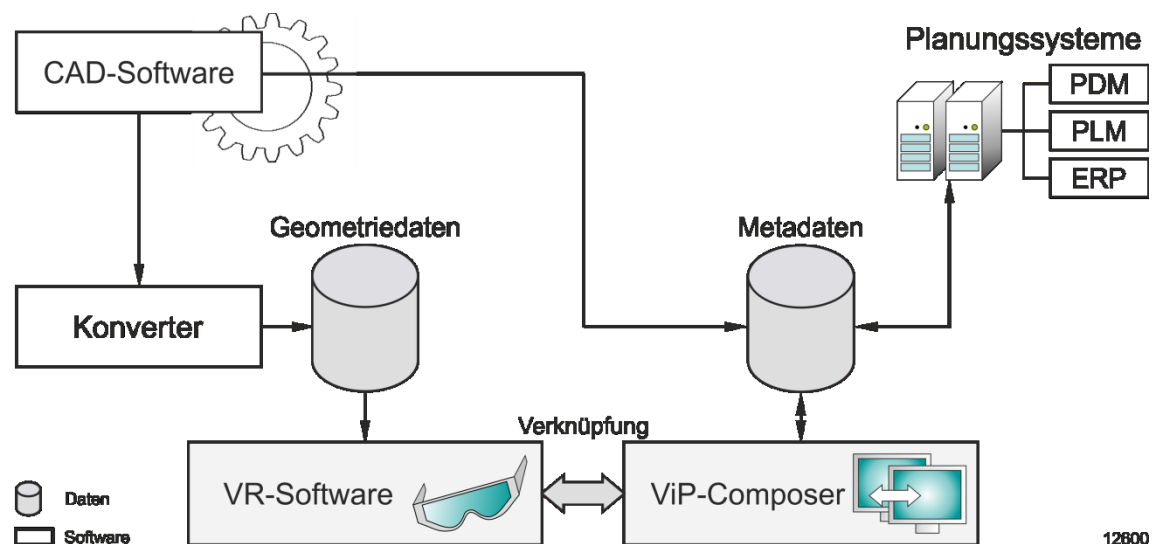 CAD-Software
Planungssysteme
PDM
PLM
ERP
Geometriedaten
Metadaten
Konverter
Verknüpfung
VR-Software
ViP-Composer
Daten
Software
12600